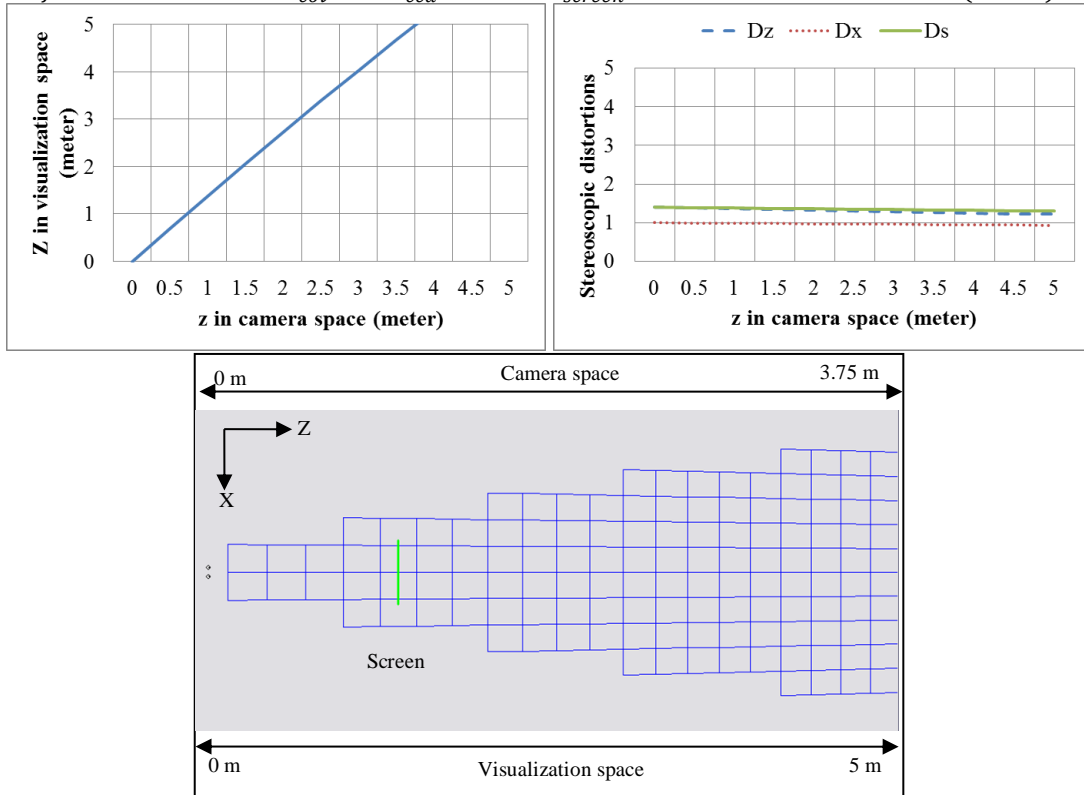 Z in visualization space
(meter)
5
4
3
2
1
0
0 0.5 1 1.5 2 2.5 3 3.5 4 4.5 5
z in camera space (meter)
Dz Dx Ds
Stereoscopic distortions
5
4
3
2
1
0
0 0.5 1 1.5 2 2.5 3 3.5 4 4.5 5
z in camera space (meter)
0 m Camera space 3.75 m
Z
X
Screen
0 m Visualization space 5 m